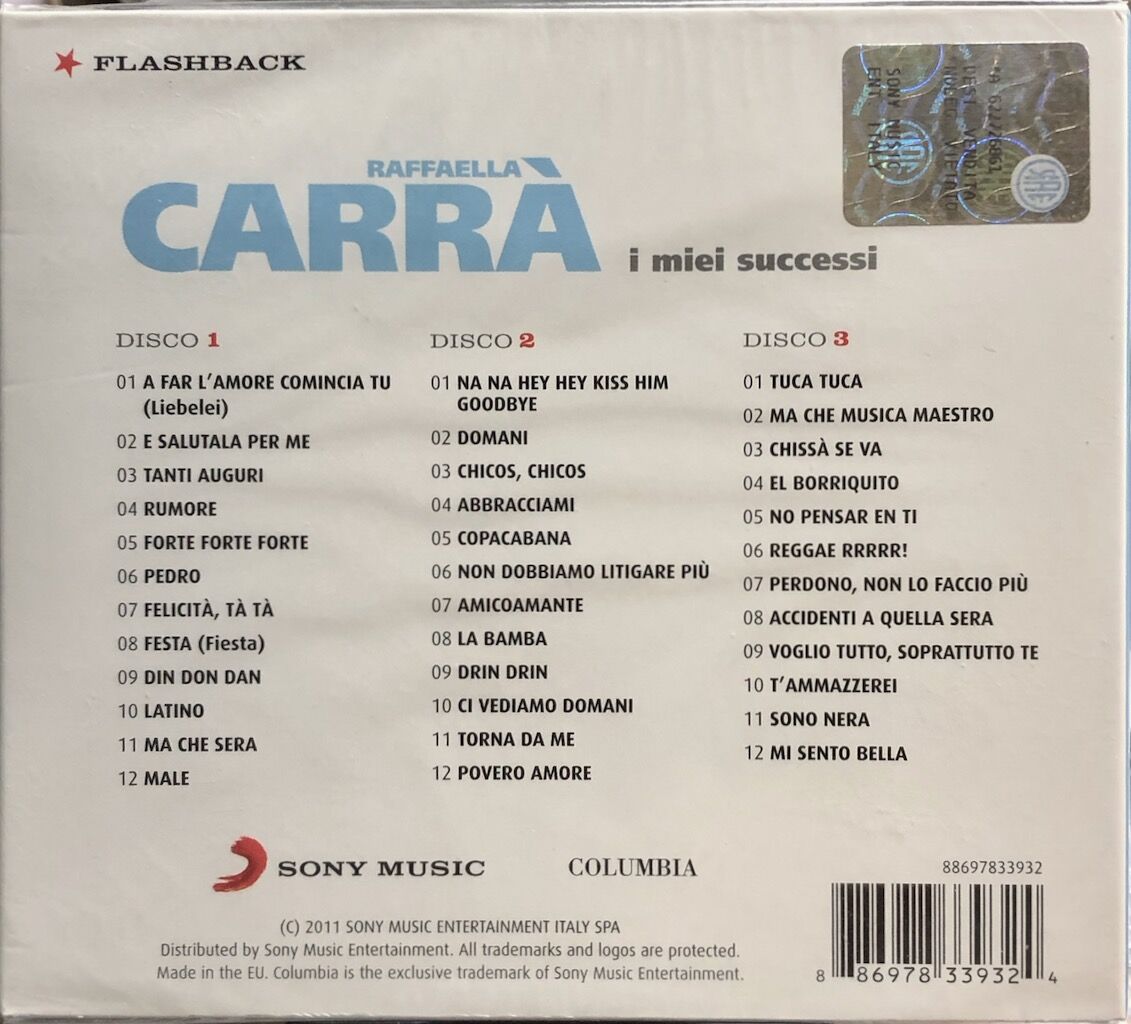 FLASHBACK
RAFFAELLA
CARRÀ
i miei successi
SONY MUSIC
ENT. ITALY
DISCO 1
01 A FAR L'AMORE COMINCIA TU
(Liebelei)
02 E SALUTALA PER ME
03 TANTI AUGURI
04 RUMORE
05 FORTE FORTE FORTE
06 PEDRO
07 FELICITÀ, TÀ TÀ
08 FESTA (Fiesta)
09 DIN DON DAN
10 LATINO
11 MA CHE SERA
12 MALE
DISCO 2
01 NA NA HEY HEY KISS HIM
GOODBYE
02 DOMANI
03 CHICOS, CHICOS
04 ABBRACCIAMI
05 COPACABANA
06 NON DOBBIAMO LITIGARE PIÙ
07 AMICOAMANTE
08 LA BAMBA
09 DRIN DRIN
10 CI VEDIAMO DOMANI
11 TORNA DA ME
12 POVERO AMORE
DISCO 3
01 TUCA TUCA
02 MA CHE MUSICA MAESTRO
03 CHISSÀ SE VA
04 EL BORRIQUITO
05 NO PENSAR EN TI
06 REGGAE RRRRR!
07 PERDONO, NON LO FACCIO PIÙ
08 ACCIDENTI A QUELLA SERA
09 VOGLIO TUTTO, SOPRATTUTTO TE
10 T'AMMAZZEREI
11 SONO NERA
12 MI SENTO BELLA
SONY MUSIC
COLUMBIA
88697833932
(C) 2011 SONY MUSIC ENTERTAINMENT ITALY SPA
Distributed by Sony Music Entertainment. All trademarks and logos are protected.
Made in the EU. Columbia is the exclusive trademark of Sony Music Entertainment.
8 86978 33932 4